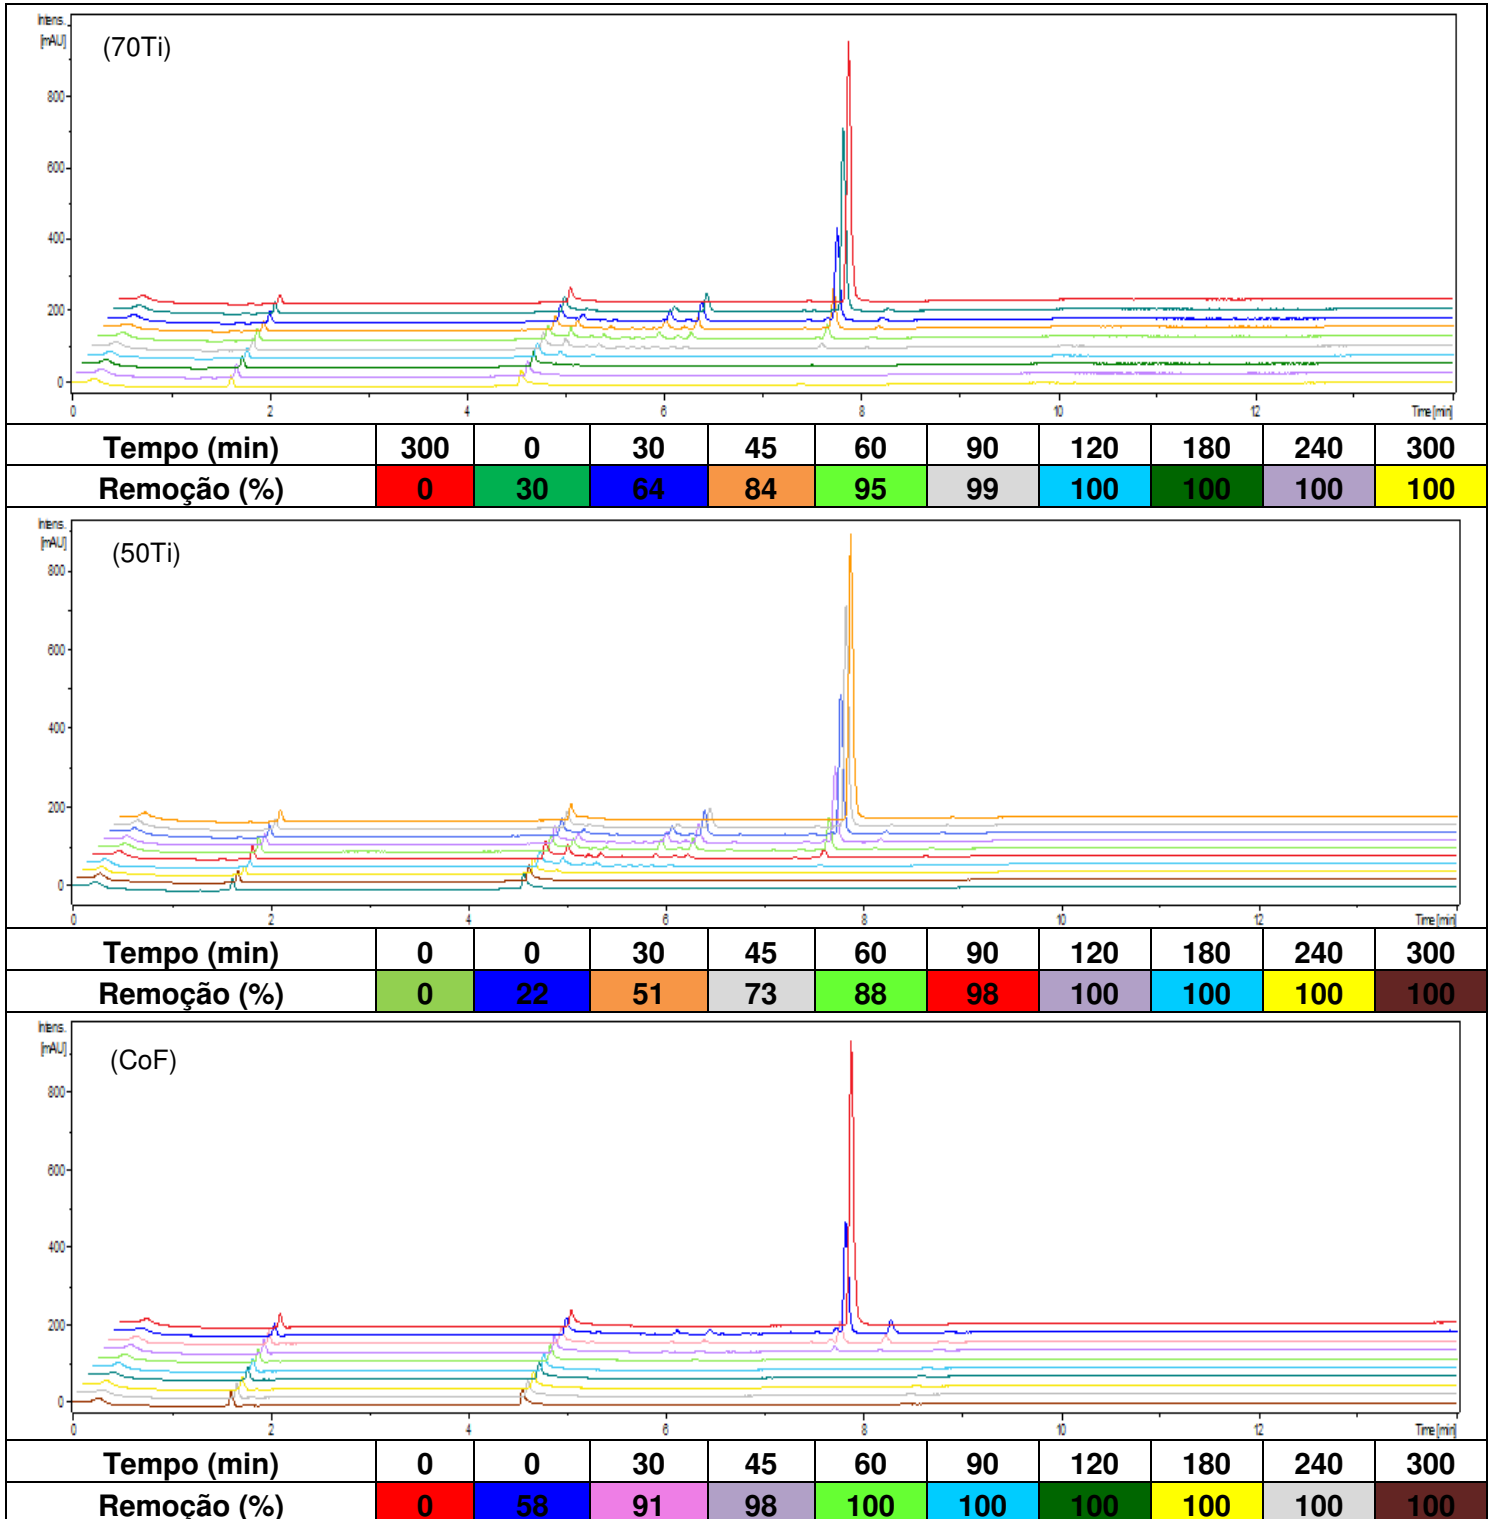 Intens.
[mAU]
(70Ti)
800
600
400
200
0
0 2 4 6 8 10 12 Time [min]
Tempo (min) 300 0 30 45 60 90 120 180 240 300
Remoção (%) 0 30 64 84 95 99 100 100 100 100
Intens.
[mAU]
(50Ti)
800
600
400
200
0
0 2 4 6 8 10 12 Time [min]
Tempo (min) 0 0 30 45 60 90 120 180 240 300
Remoção (%) 0 22 51 73 88 98 100 100 100 100
Intens.
[mAU]
(CoF)
800
600
400
200
0
0 2 4 6 8 10 12 Time [min]
Tempo (min) 0 0 30 45 60 90 120 180 240 300
Remoção (%) 0 58 91 98 100 100 100 100 100 100